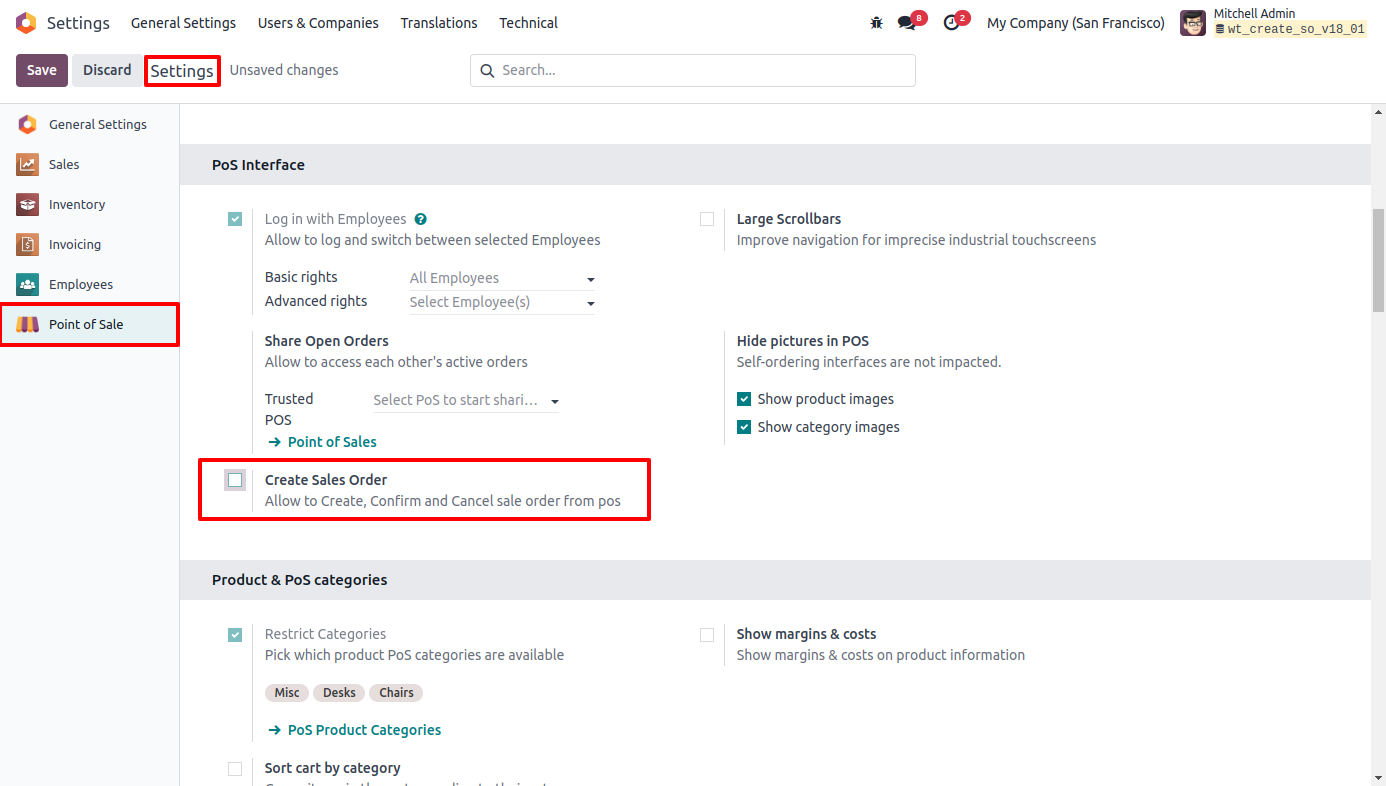 Settings General Settings Users & Companies Translations Technical 8 2 My Company (San Francisco) Mitchell Admin
wt_create_so_v18_01
Save Discard Settings Unsaved changes Search...
General Settings
Sales
Inventory
Invoicing
Employees
Point of Sale
PoS Interface
Log in with Employees ?
Allow to log and switch between selected Employees
Basic rights All Employees
Advanced rights Select Employee(s)
Large Scrollbars
Improve navigation for imprecise industrial touchscreens
Share Open Orders
Allow to access each other's active orders
Trusted POS Select PoS to start shari...
Point of Sales
Hide pictures in POS
Self-ordering interfaces are not impacted.
Show product images
Show category images
Create Sales Order
Allow to Create, Confirm and Cancel sale order from pos
Product & PoS categories
Restrict Categories
Pick which product PoS categories are available
Misc Desks Chairs
PoS Product Categories
Show margins & costs
Show margins & costs on product information
Sort cart by category